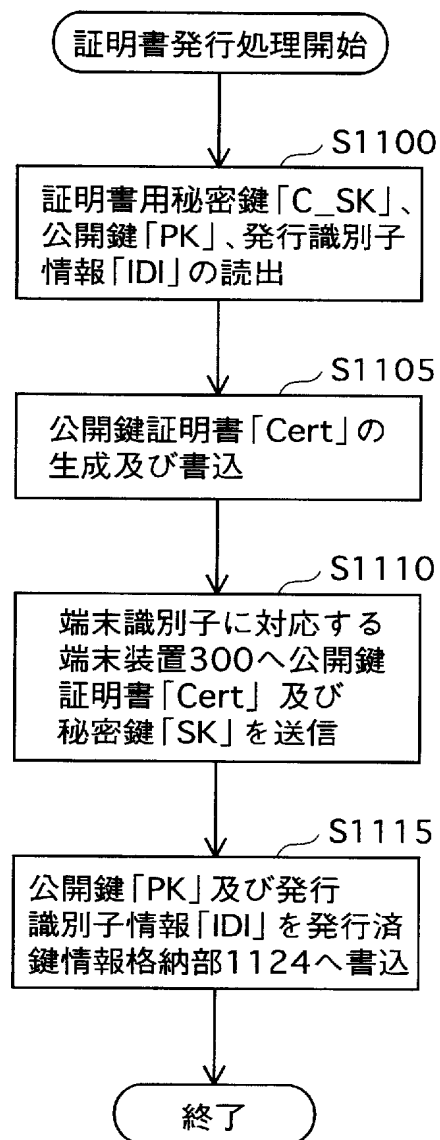 証明書発行処理開始
S1100
証明書用秘密鍵「C_SK」、
公開鍵「PK」、発行識別子
情報「IDI」の読出
S1105
公開鍵証明書「Cert」の
生成及び書込
S1110
端末識別子に対応する
端末装置300へ公開鍵
証明書「Cert」及び
秘密鍵「SK」を送信
S1115
公開鍵「PK」及び発行
識別子情報「IDI」を発行済
鍵情報格納部1124へ書込
終了